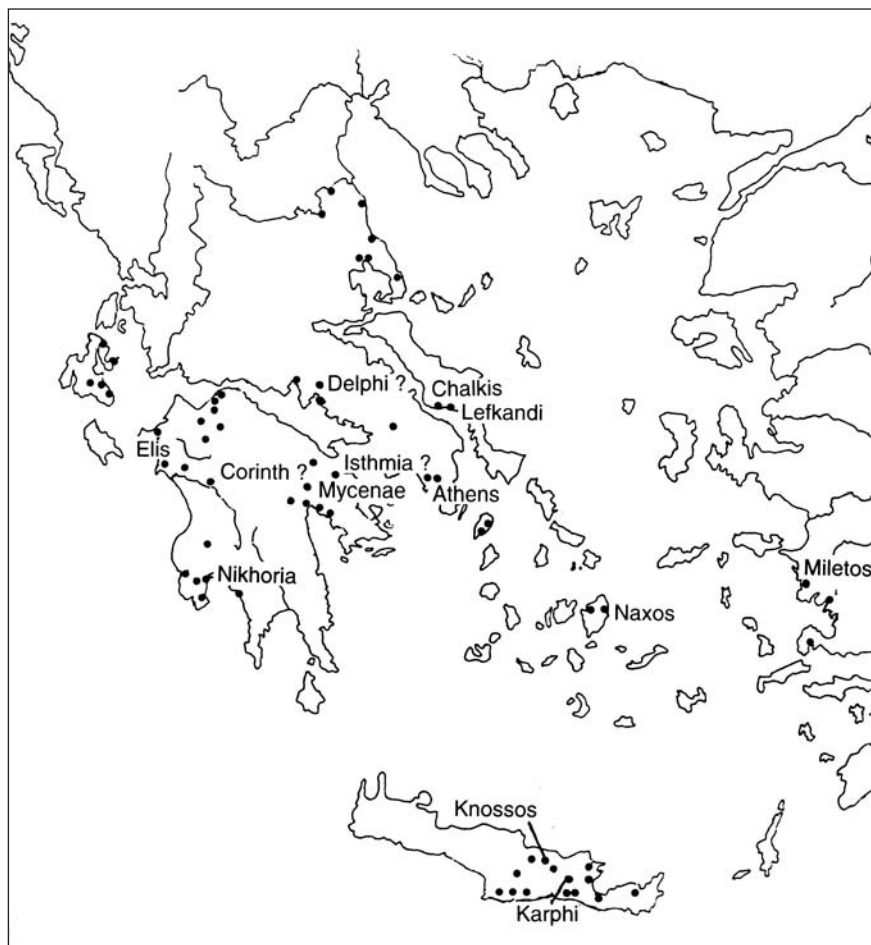 Delphi ?
Chalkis
Lefkandi
Elis
Corinth ?
Isthmia ?
Mycenae
Athens
Nikhoria
Miletos
Naxos
Knossos
Karphi